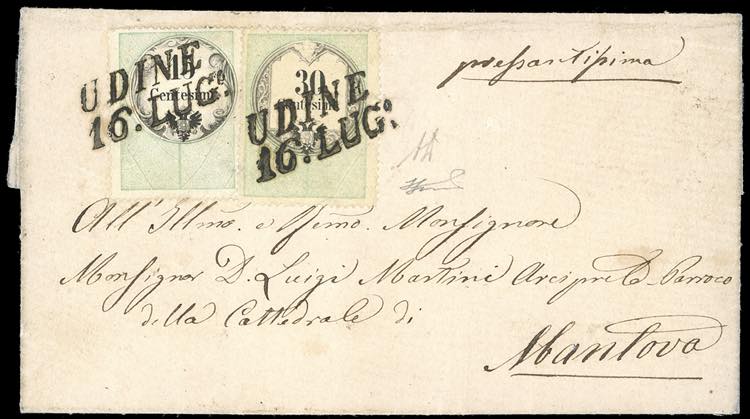 UDINE
16. LUG:º
15
Centesimi
UDINE
16. LUG:º
30
Centesimi
pressantissima
All' Illmo. e Rmo. Monsignore
Monsignor D. Luigi Martini Arciprete Parroco
della Cattedrale di
Mantova